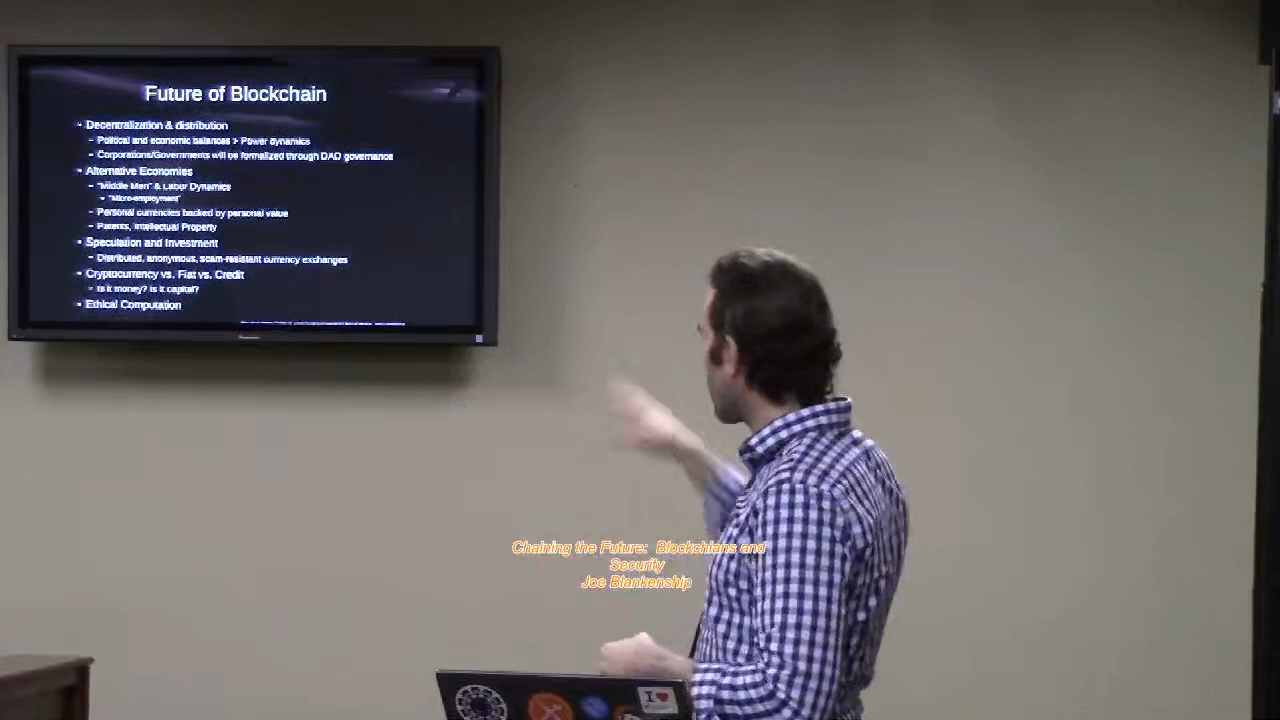 Future of Blockchain
Decentralization & distribution
Political and economic balances > Power dynamics
Corporations/Governments will be formalized through DAO governance
Alternative Economies
"Middle Men" & Labor Dynamics
"Micro-employment"
Personal currencies backed by personal value
Patents, Intellectual Property
Speculation and Investment
Distributed, anonymous, scam-resistant currency exchanges
Cryptocurrency vs. Fiat vs. Credit
Is it money? Is it capital?
Ethical Computation
Chaining the Future: Blockchians and
Security
Joe Blankenship
I